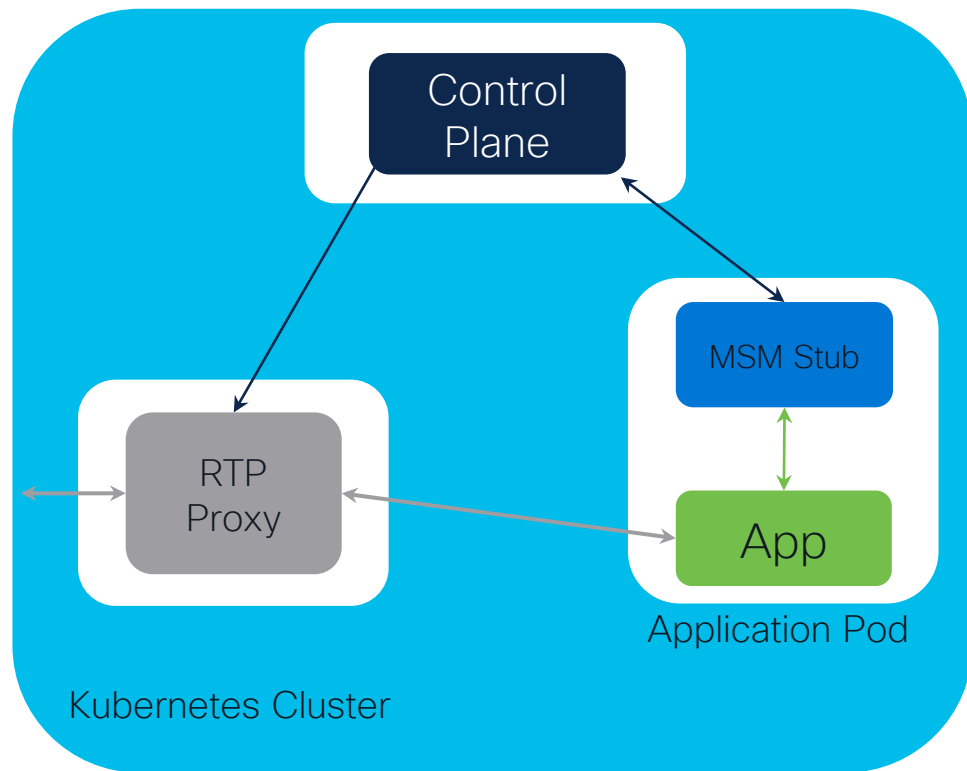 Control
Plane
MSM Stub
RTP
Proxy
App
Application Pod
Kubernetes Cluster